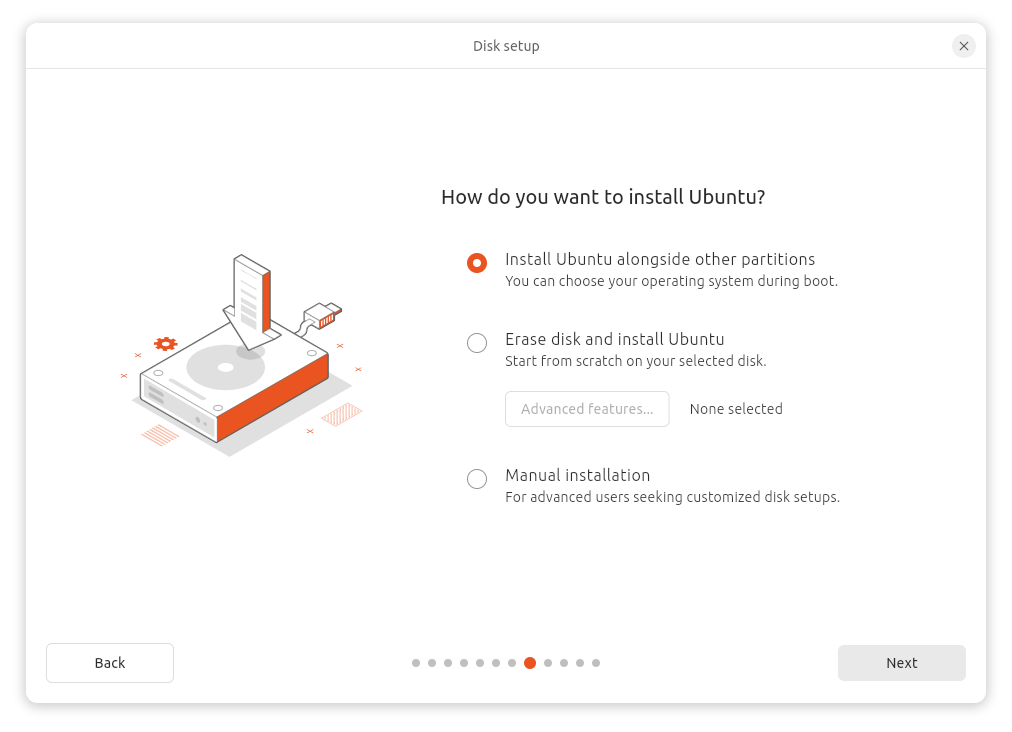 Disk setup
How do you want to install Ubuntu?
Install Ubuntu alongside other partitions
You can choose your operating system during boot.
Erase disk and install Ubuntu
Start from scratch on your selected disk.
Advanced features... None selected
Manual installation
For advanced users seeking customized disk setups.
Back Next